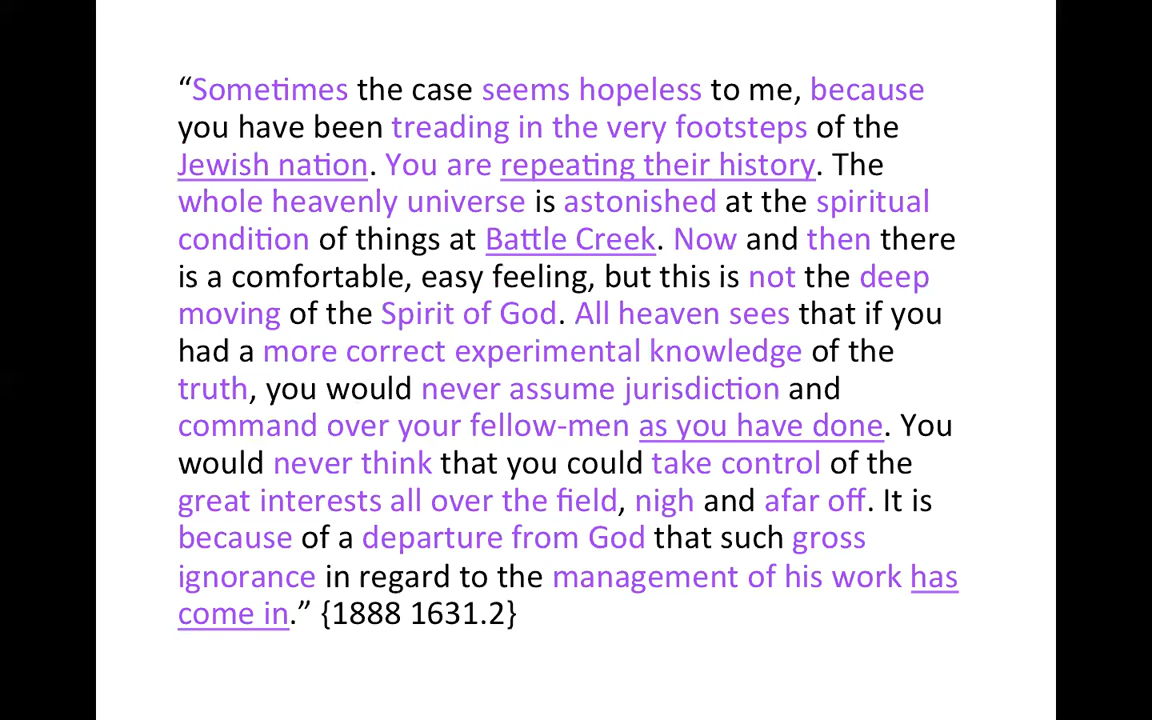 “Sometimes the case seems hopeless to me, because
you have been treading in the very footsteps of the
Jewish nation. You are repeating their history. The
whole heavenly universe is astonished at the spiritual
condition of things at Battle Creek. Now and then there
is a comfortable, easy feeling, but this is not the deep
moving of the Spirit of God. All heaven sees that if you
had a more correct experimental knowledge of the
truth, you would never assume jurisdiction and
command over your fellow-men as you have done. You
would never think that you could take control of the
great interests all over the field, nigh and afar off. It is
because of a departure from God that such gross
ignorance in regard to the management of his work has
come in.” {1888 1631.2}